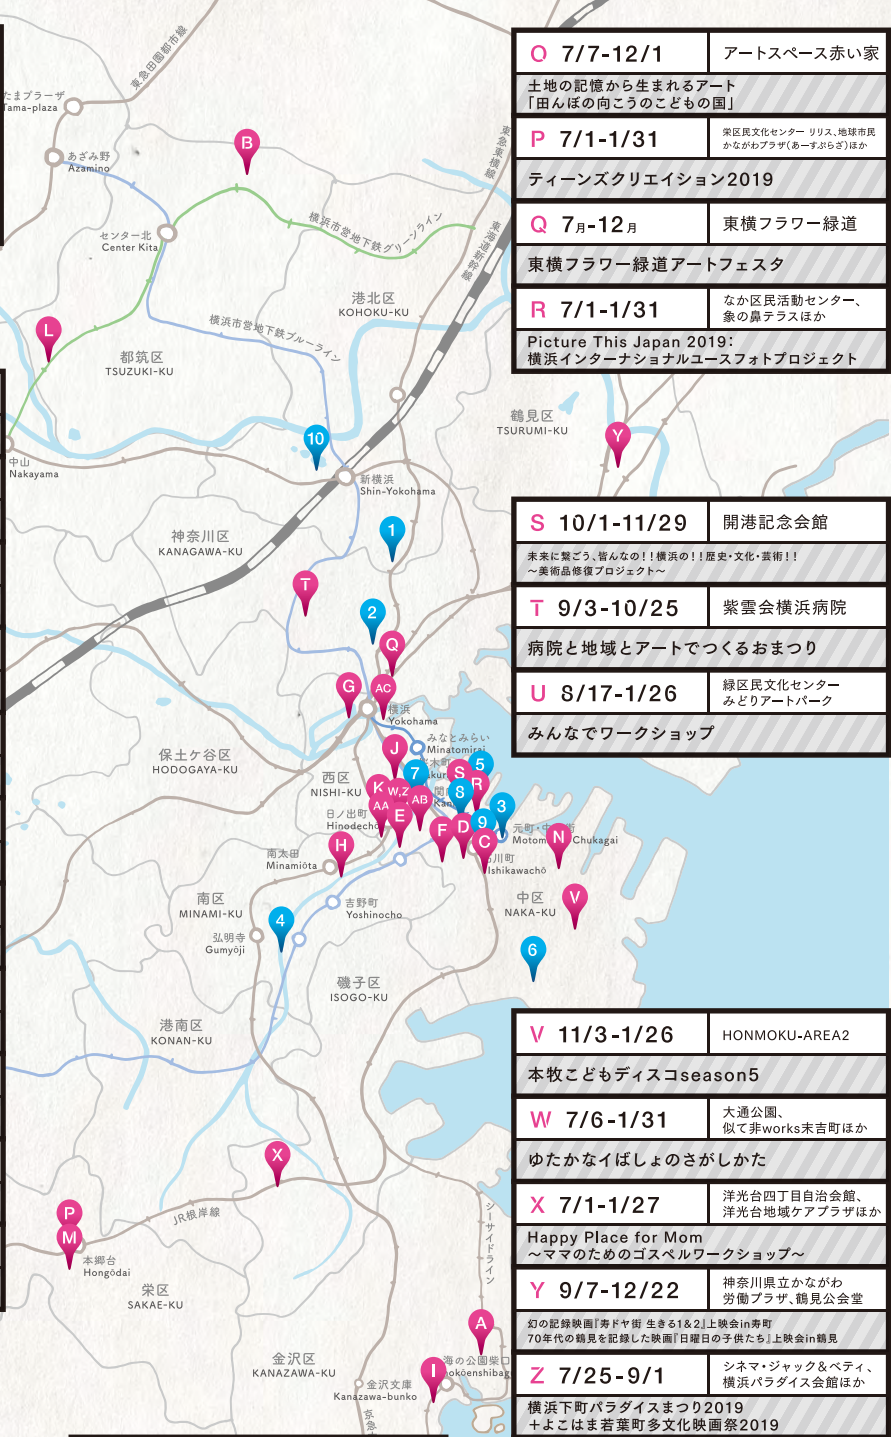 東急田園都市線
たまプラーザ
Tama-plaza
あざみ野
Azamino
B
センター北
Center Kita
横浜市営地下鉄グリーンライン
東急東横線
東海道新幹線
港北区
KOHOKU-KU
横浜市営地下鉄ブルーライン
L
都筑区
TSUZUKI-KU
鶴見区
TSURUMI-KU
Y
10
中山
Nakayama
新横浜
Shin-Yokohama
神奈川区
KANAGAWA-KU
1
T
2
Q
G
AC
横浜
Yokohama
みなとみらい
Minatomirai
保土ケ谷区
HODOGAYA-KU
西区
NISHI-KU
J
7
S
5
R
K
W,Z
AA
AB
8
E
日ノ出町
Hinodechō
3
9
F
D
C
元町・中
Motom
Chukagai
N
H
南太田
Minamiōta
川町
Ishikawachō
南区
MINAMI-KU
吉野町
Yoshinocho
中区
NAKA-KU
V
4
弘明寺
Gumyōji
6
磯子区
ISOGO-KU
港南区
KONAN-KU
X
JR根岸線
P
M
本郷台
Hongōdai
栄区
SAKAE-KU
シーサイドライン
A
金沢区
KANAZAWA-KU
海の公園柴口
I
金沢文庫
Kanazawa-bunko
O 7/7-12/1 アートスペース赤い家
土地の記憶から生まれるアート
「田んぼの向こうのこどもの国」
P 7/1-1/31 栄区民文化センター リリス、地球市民
かながわプラザ(あーすぷらざ)ほか
ティーンズクリエイション2019
Q 7月-12月 東横フラワー緑道
東横フラワー緑道アートフェスタ
R 7/1-1/31 なか区民活動センター、
象の鼻テラスほか
Picture This Japan 2019:
横浜インターナショナルユースフォトプロジェクト
S 10/1-11/29 開港記念会館
未来に繋ごう、皆んなの!!横浜の!!歴史・文化・芸術!!
〜美術品修復プロジェクト〜
T 9/3-10/25 紫雲会横浜病院
病院と地域とアートでつくるおまつり
U 8/17-1/26 緑区民文化センター
みどりアートパーク
みんなでワークショップ
V 11/3-1/26 HONMOKU-AREA2
本牧こどもディスコseason5
W 7/6-1/31 大通公園、
似て非works末吉町ほか
ゆたかなイばしょのさがしかた
X 7/1-1/27 洋光台四丁目自治会館、
洋光台地域ケアプラザほか
Happy Place for Mom
〜ママのためのゴスペルワークショップ〜
Y 9/7-12/22 神奈川県立かながわ
労働プラザ、鶴見公会堂
幻の記録映画『寿ドヤ街 生きる1&2』上映会in寿町
70年代の鶴見を記録した映画『日曜日の子供たち』上映会in鶴見
Z 7/25-9/1 シネマ・ジャック&ベティ、
横浜パラダイス会館ほか
横浜下町パラダイスまつり2019
+よこはま若葉町多文化映画祭2019